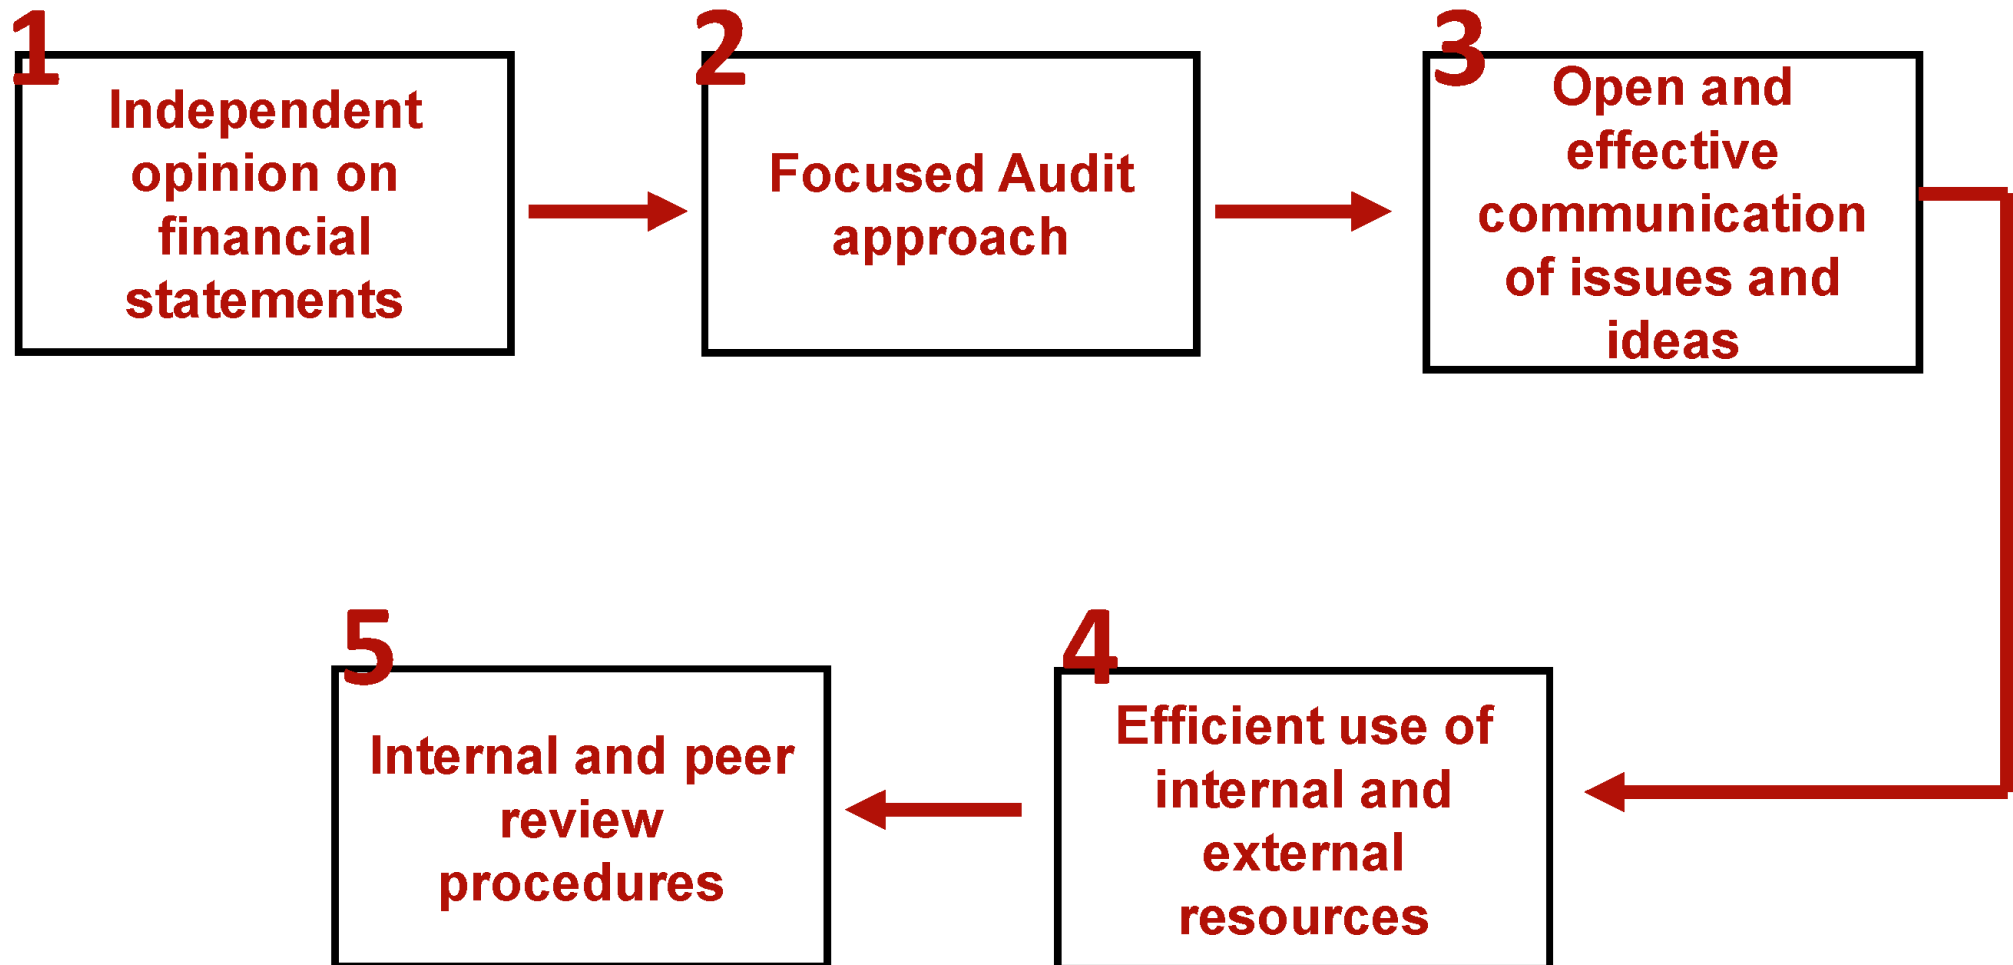 1
Independent
opinion on
financial
statements
2
Focused Audit
approach
3
Open and
effective
communication
of issues and
ideas
4
Efficient use of
internal and
external
resources
5
Internal and peer
review
procedures